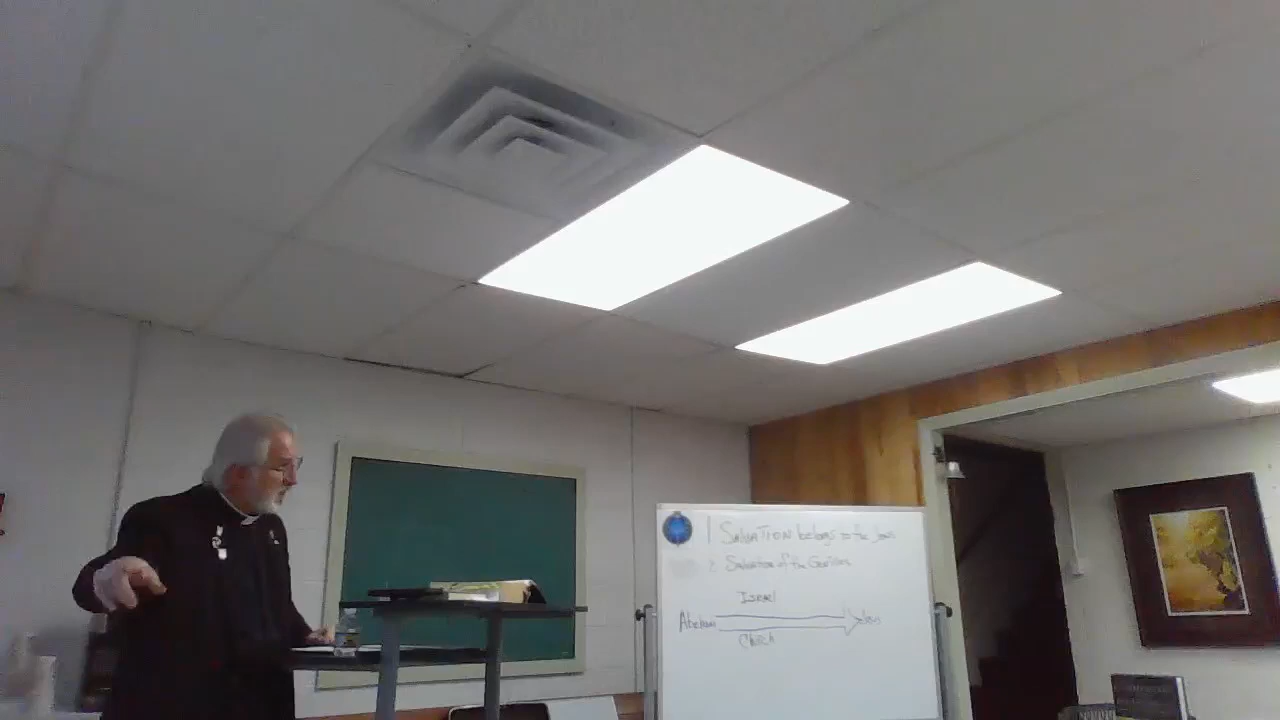 1 SALVATION belongs to the Jews
2 Salvation of the Gentiles
ISRAEL
Abraham Jesus
Church